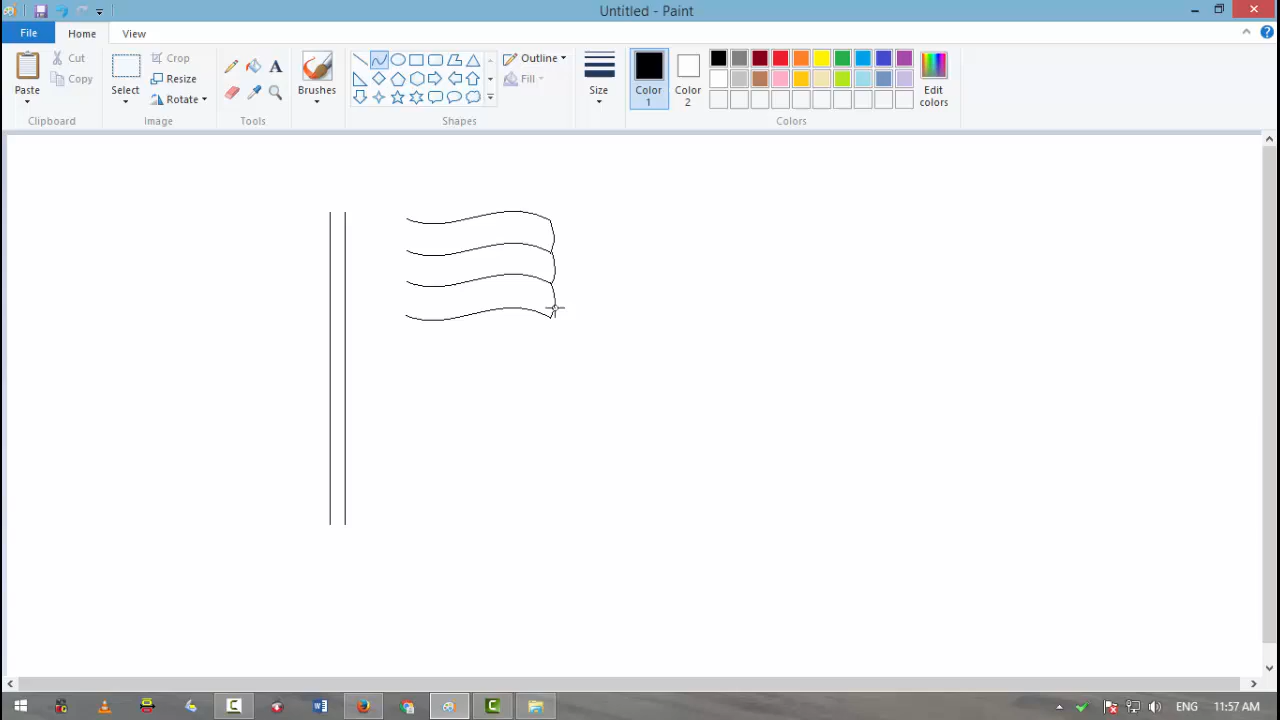 Untitled - Paint
File
Home
View
Paste
Cut
Copy
Clipboard
Select
Crop
Resize
Rotate
Image
A
Tools
Brushes
Outline
Fill
Shapes
Size
Color 1
Color 2
Edit colors
Colors
ENG
11:57 AM